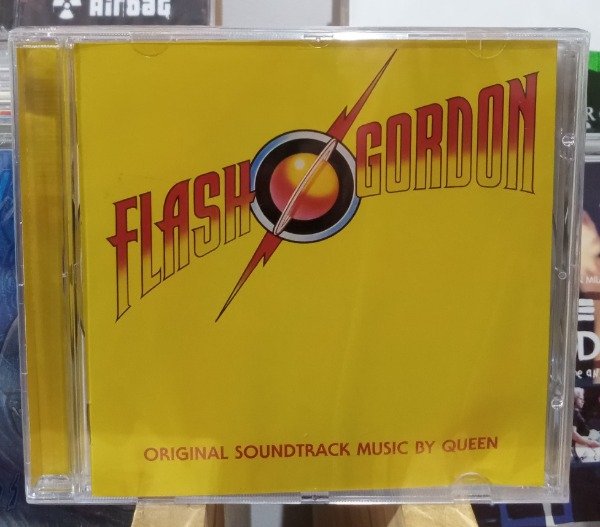 AIRBAG
FLASH GORDON
ORIGINAL SOUNDTRACK MUSIC BY QUEEN